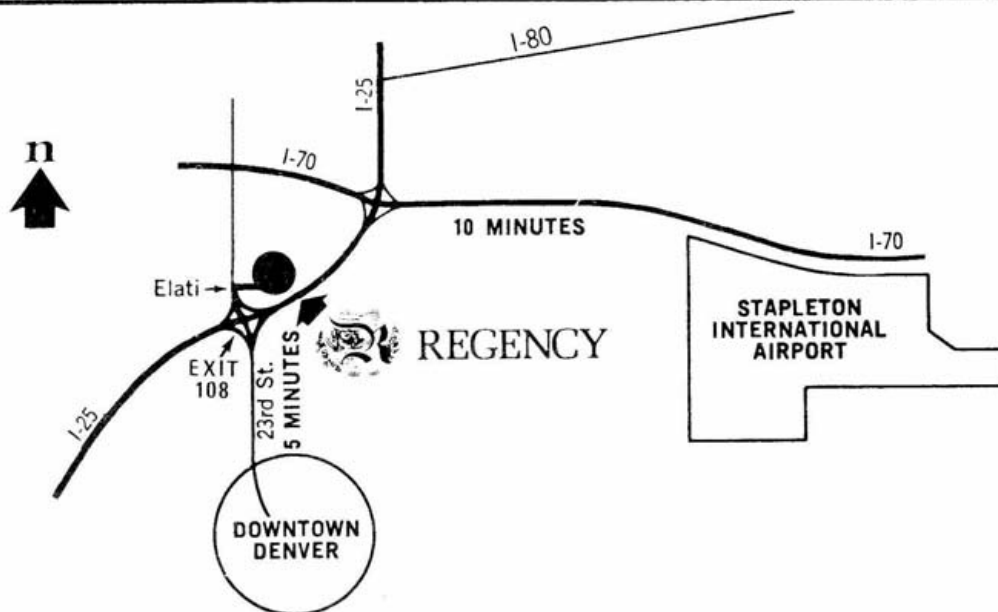 I-80
I-25
n
I-70
10 MINUTES
I-70
Elati
STAPLETON
INTERNATIONAL
AIRPORT
R REGENCY
EXIT
108
23rd St.
5 MINUTES
I-25
DOWNTOWN
DENVER